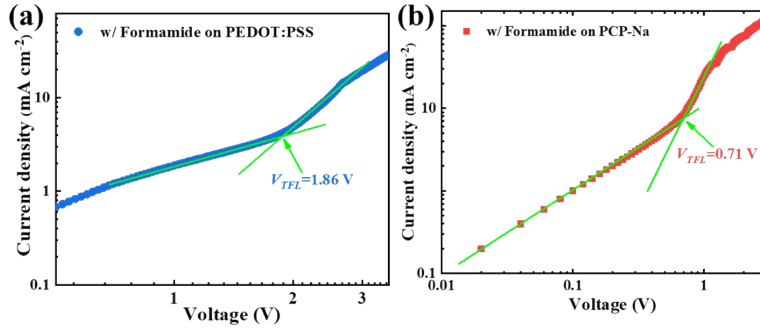 (a)
w/ Formamide on PEDOT:PSS
Current density (mA cm⁻²)
10
1
0.1
V_TFL=1.86 V
1
2
3
Voltage (V)
(b)
w/ Formamide on PCP-Na
Current density (mA cm⁻²)
10
1
0.1
V_TFL=0.71 V
0.01
0.1
1
Voltage (V)